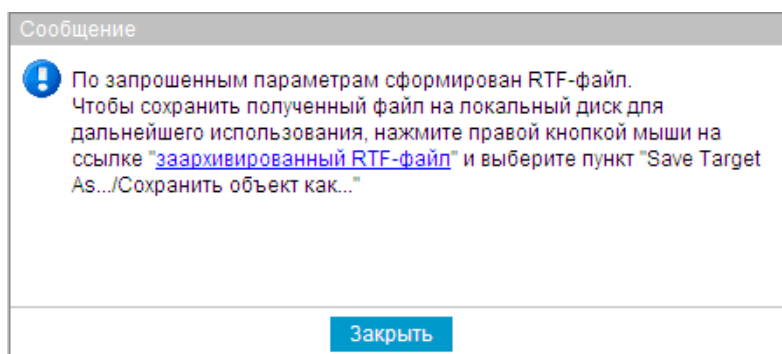 Сообщение
По запрошенным параметрам сформирован RTF-файл.
Чтобы сохранить полученный файл на локальный диск для
дальнейшего использования, нажмите правой кнопкой мыши на
ссылке "заархивированный RTF-файл" и выберите пункт "Save Target
As.../Сохранить объект как..."
Закрыть